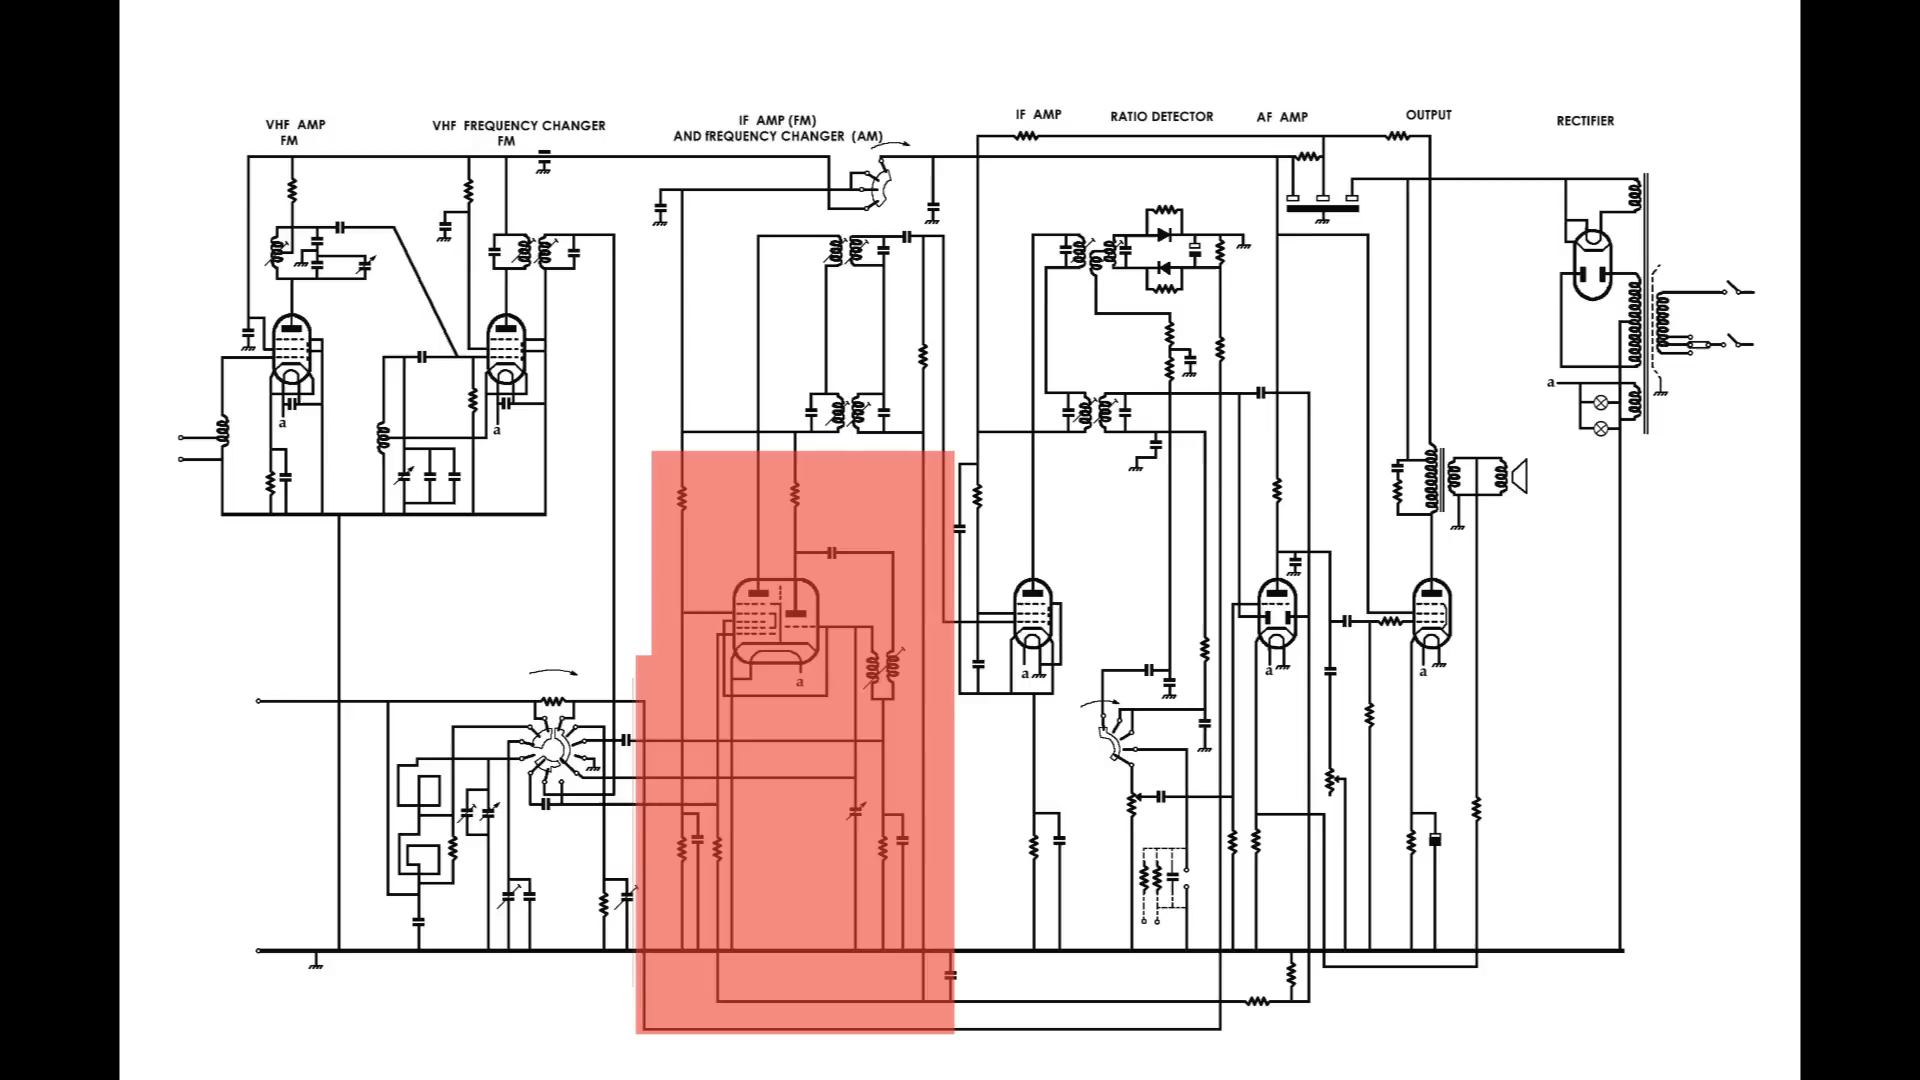 VHF AMP
FM
VHF FREQUENCY CHANGER
FM
IF AMP (FM)
AND fREQUENCY CHANGER (AM)
IF AMP
RATIO DETECTOR
AF AMP
OUTPUT
RECTIFIER
a
a
a
a
a
a
a